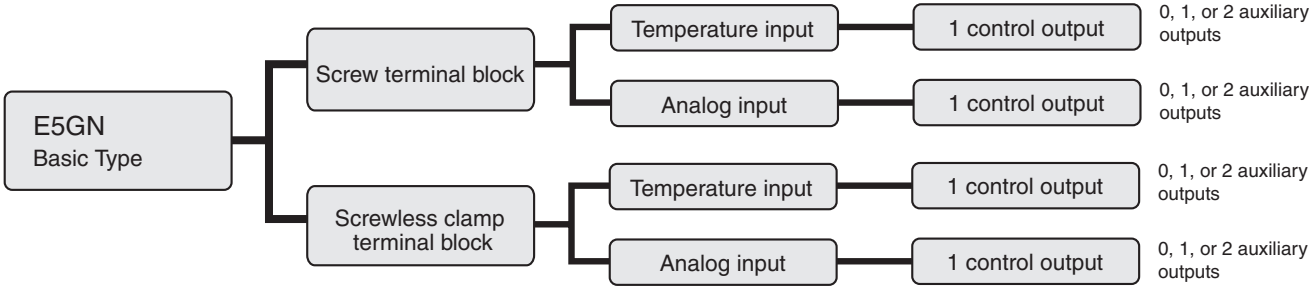 E5GN
Basic Type
Screw terminal block
Temperature input
1 control output
0, 1, or 2 auxiliary
outputs
Analog input
1 control output
0, 1, or 2 auxiliary
outputs
Screwless clamp
terminal block
Temperature input
1 control output
0, 1, or 2 auxiliary
outputs
Analog input
1 control output
0, 1, or 2 auxiliary
outputs